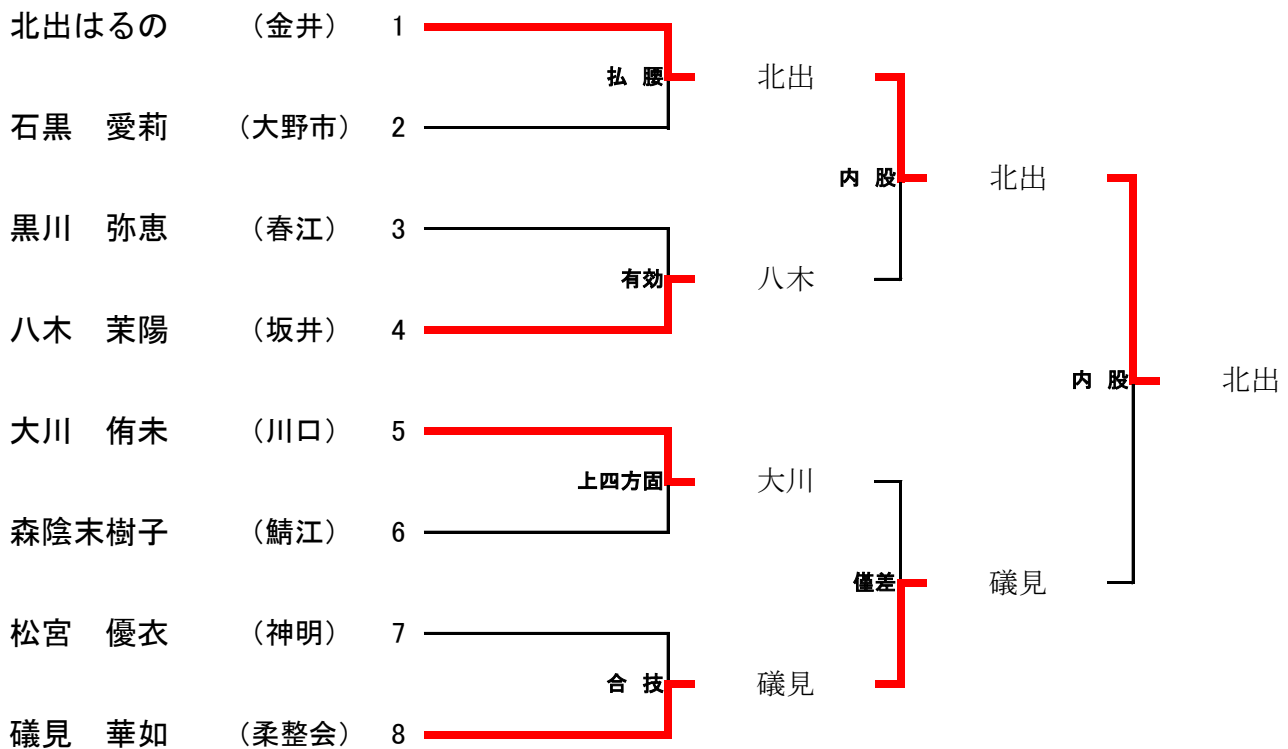 北出はるの （金井） 1
払 腰 北出
石黒 愛莉 （大野市） 2
内 股 北出
黒川 弥恵 （春江） 3
有効 八木
八木 茉陽 （坂井） 4
内 股 北出
大川 侑未 （川口） 5
上四方固 大川
森陰末樹子 （鯖江） 6
僅差 礒見
松宮 優衣 （神明） 7
合 技 礒見
礒見 華如 （柔整会） 8